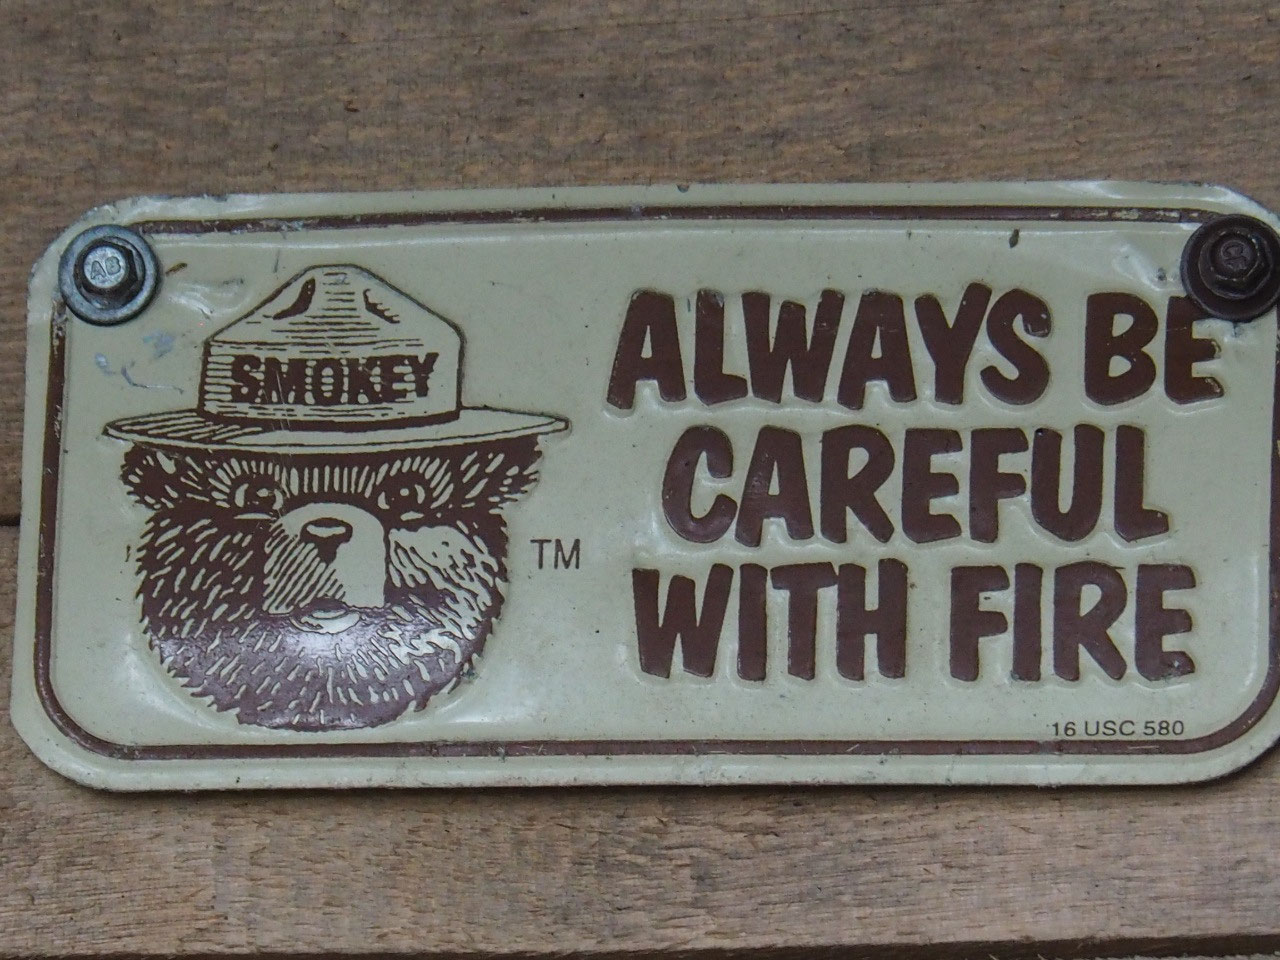 SMOKEY
TM
ALWAYS BE
CAREFUL
WITH FIRE
16 USC 580